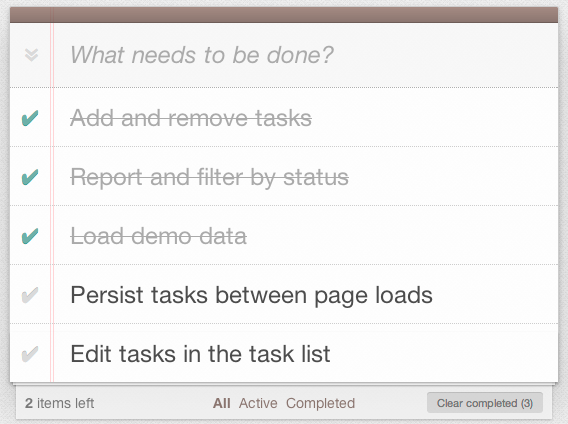 What needs to be done?
Add and remove tasks
Report and filter by status
Load demo data
Persist tasks between page loads
Edit tasks in the task list
2 items left All Active Completed Clear completed (3)